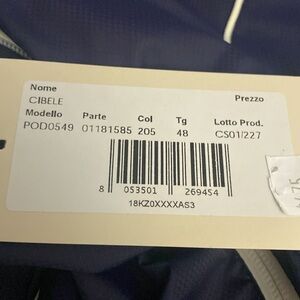 Nome Prezzo
CIBELE
Modello Parte Col Tg Lotto Prod.
POD0549 01181585 205 48 CS01/227
8 053501 269454
18KZ0XXXXAS3